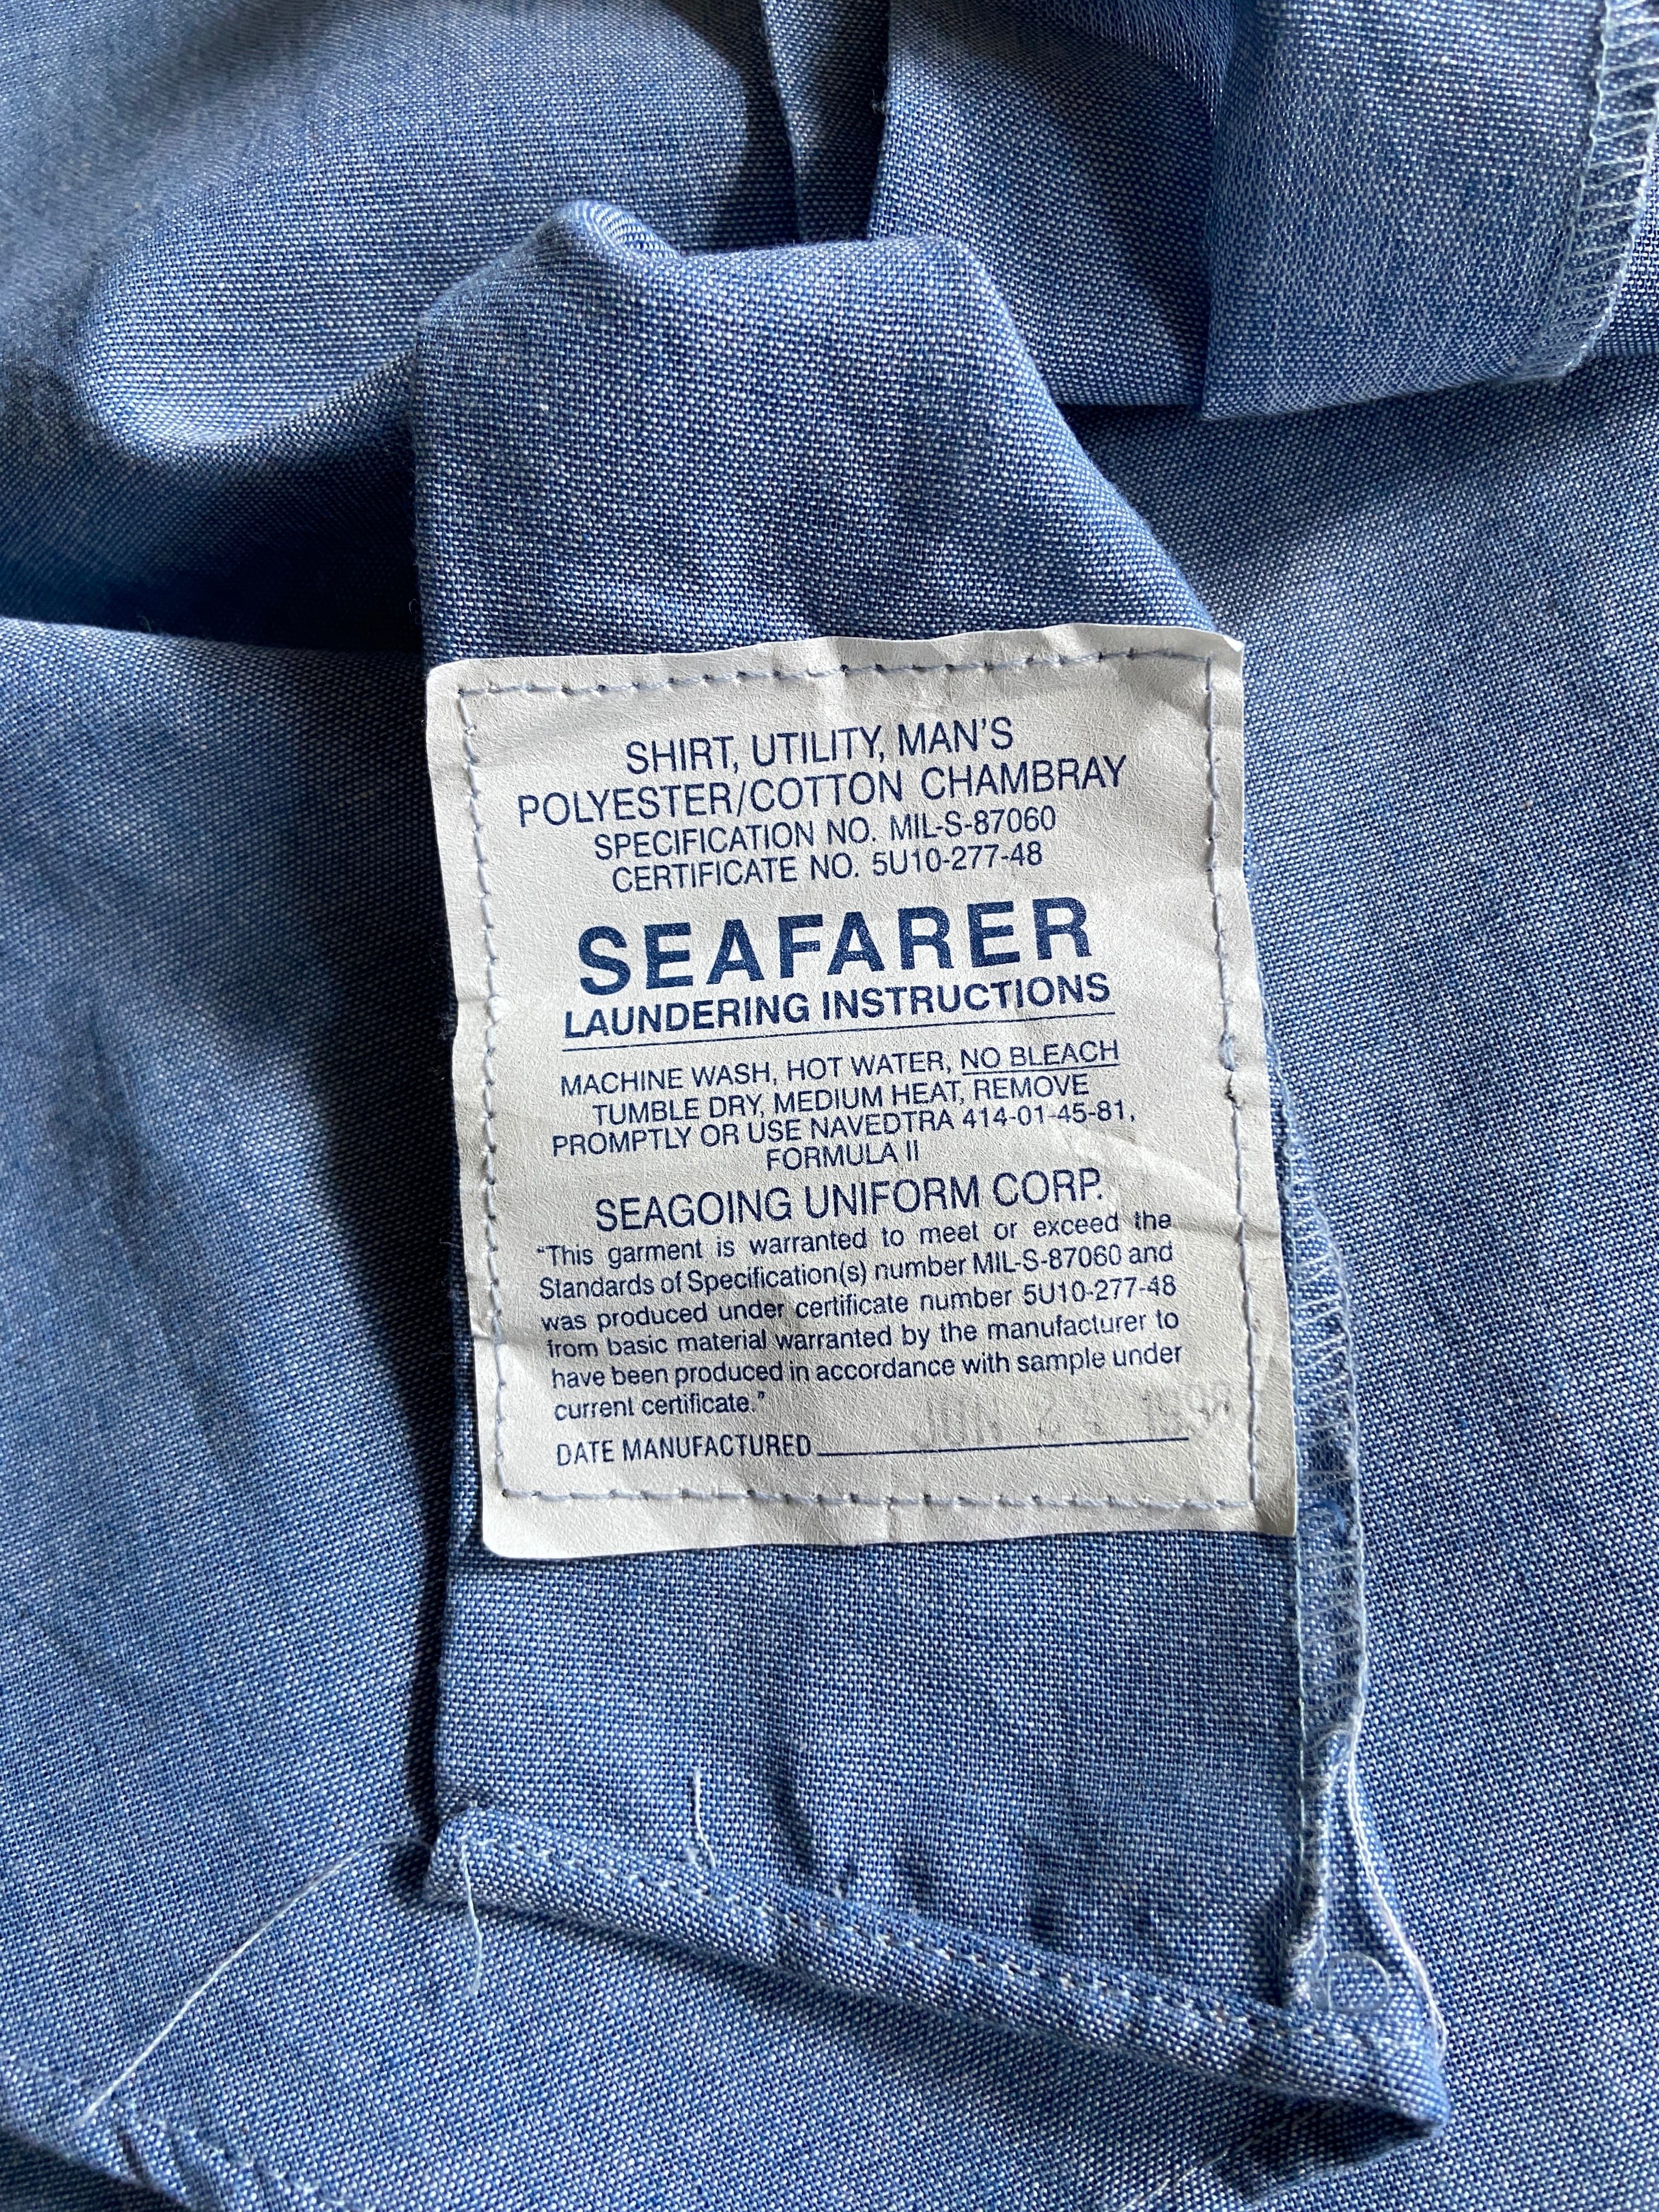 SHIRT, UTILITY, MAN'S
POLYESTER/COTTON CHAMBRAY
SPECIFICATION NO. MIL-S-87060
CERTIFICATE NO. 5U10-277-48
SEAFARER
LAUNDERING INSTRUCTIONS
MACHINE WASH, HOT WATER, NO BLEACH
TUMBLE DRY, MEDIUM HEAT, REMOVE
PROMPTLY OR USE NAVEDTRA 414-01-45-81,
FORMULA II
SEAGOING UNIFORM CORP.
"This garment is warranted to meet or exceed the
Standards of Specification(s) number MIL-S-87060 and
was produced under certificate number 5U10-277-48
from basic material warranted by the manufacturer to
have been produced in accordance with sample under
current certificate."
DATE MANUFACTURED